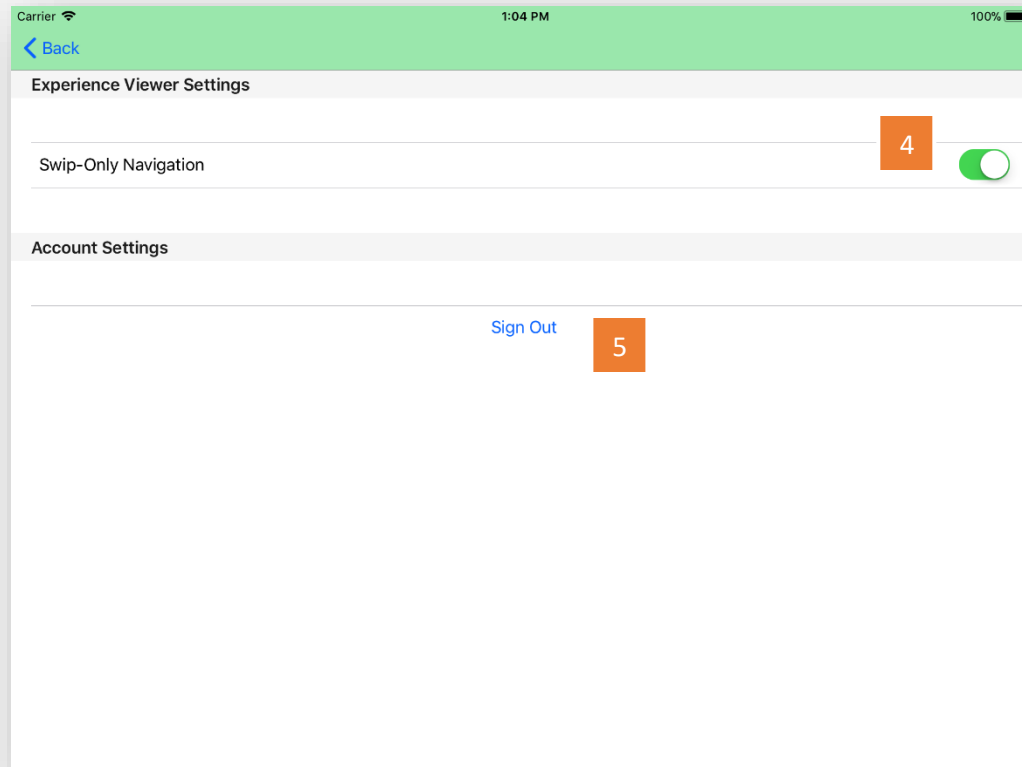 Carrier 1:04 PM 100%
Back
Experience Viewer Settings
4
Swip-Only Navigation
Account Settings
Sign Out
5